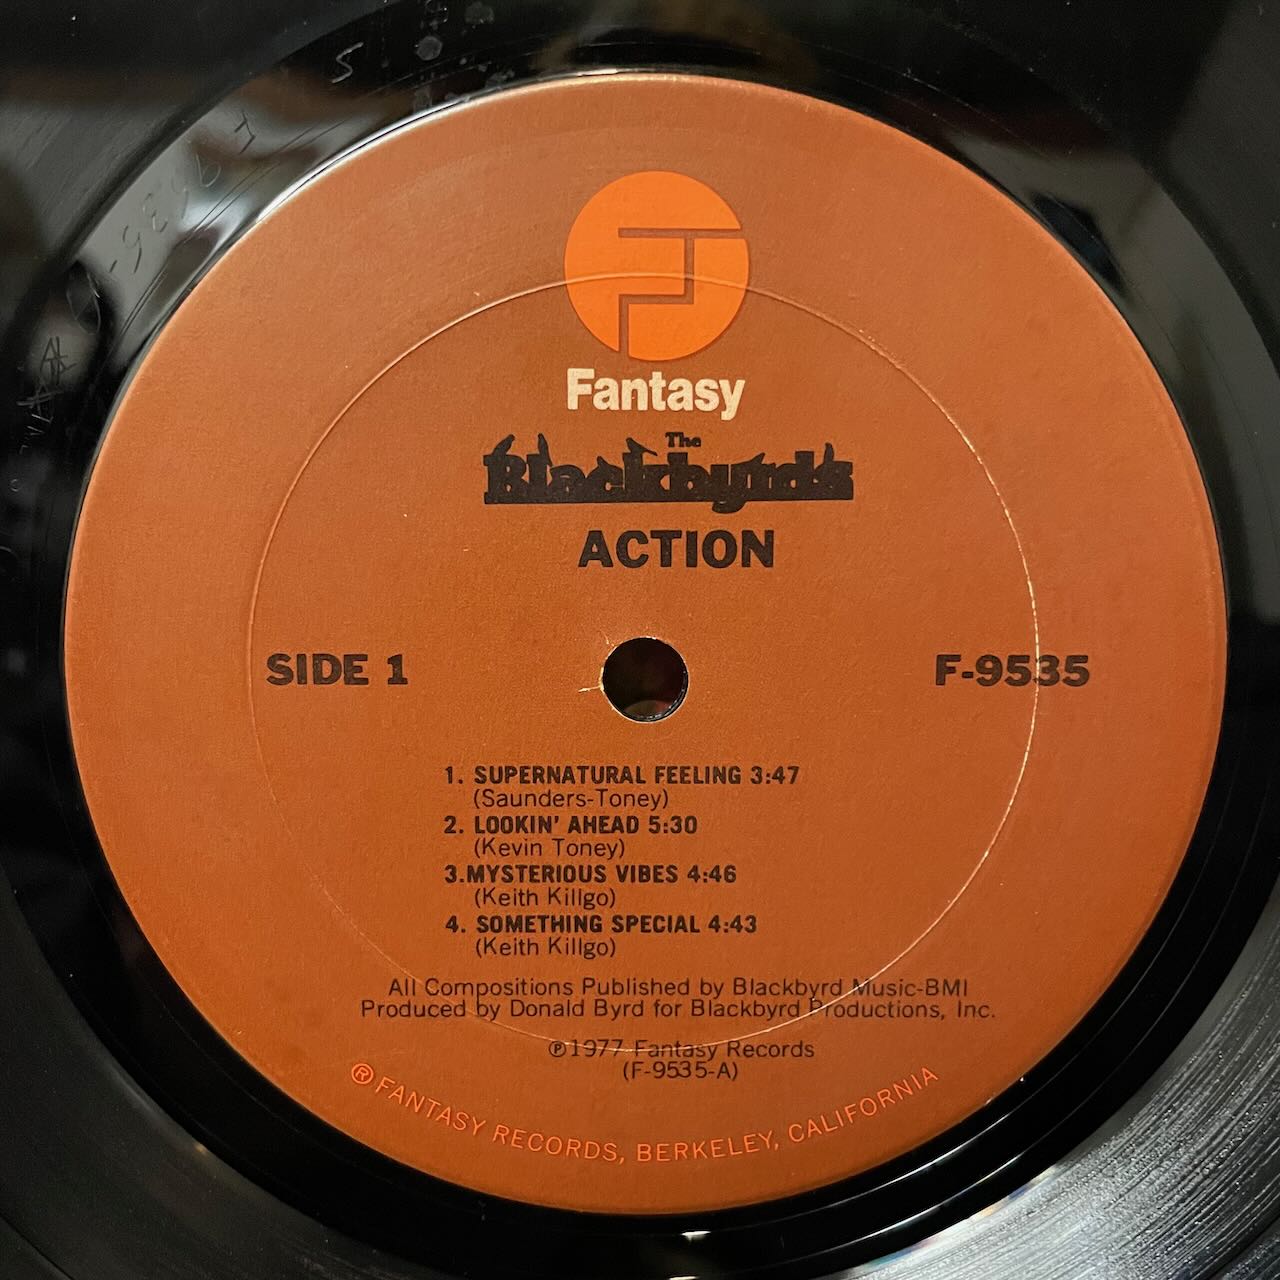 Fantasy
The
Blackbyrds
ACTION
SIDE 1
F-9535
1. SUPERNATURAL FEELING 3:47
(Saunders-Toney)
2. LOOKIN' AHEAD 5:30
(Kevin Toney)
3.MYSTERIOUS VIBES 4:46
(Keith Killgo)
4. SOMETHING SPECIAL 4:43
(Keith Killgo)
All Compositions Published by Blackbyrd Music-BMI
Produced by Donald Byrd for Blackbyrd Productions, Inc.
℗1977 Fantasy Records
(F-9535-A)
® FANTASY RECORDS, BERKELEY, CALIFORNIA